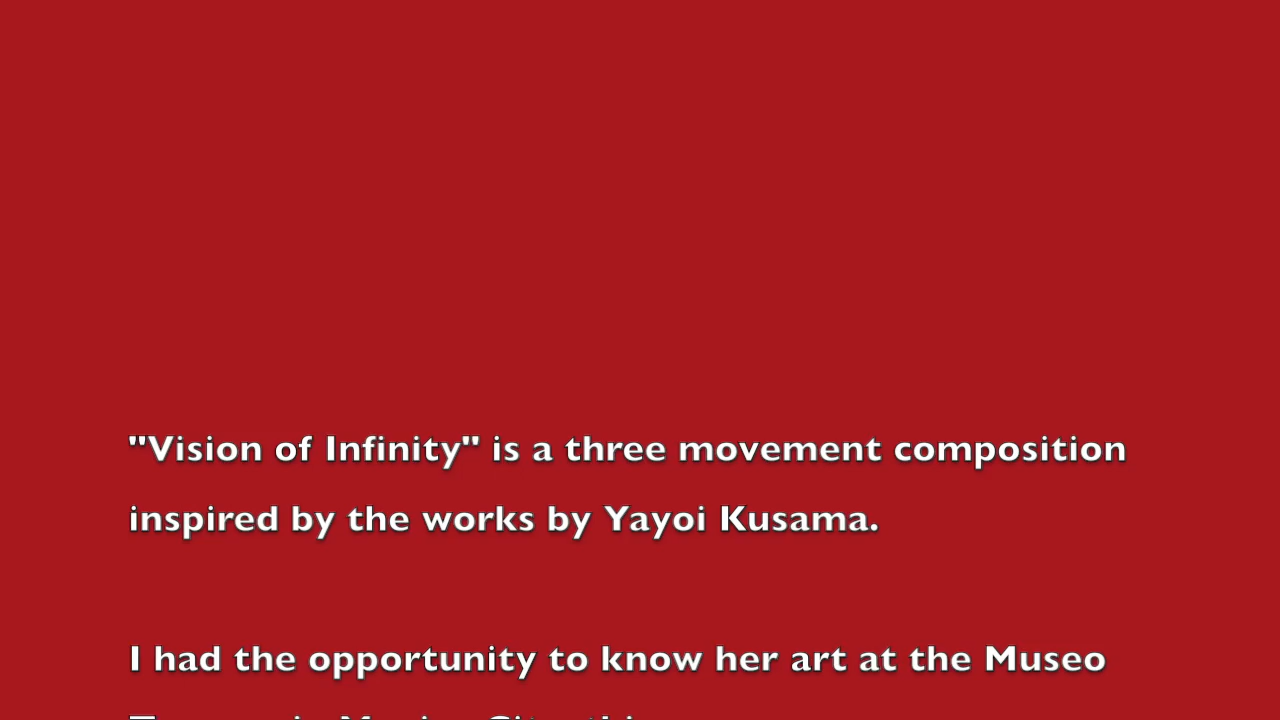 "Vision of Infinity" is a three movement composition
inspired by the works by Yayoi Kusama.
I had the opportunity to know her art at the Museo